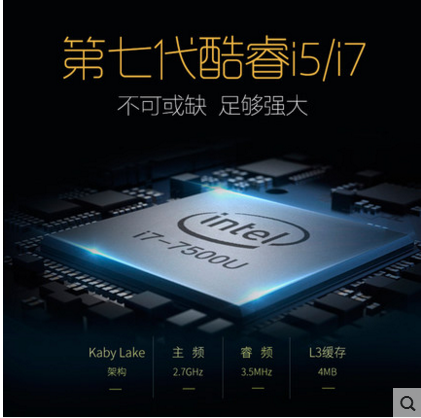 第七代酷睿i5/i7
不可或缺 足够强大
intel
i7-7500U
Kaby Lake 主 频 睿 频 L3缓存
架构 2.7GHz 3.5MHz 4MB